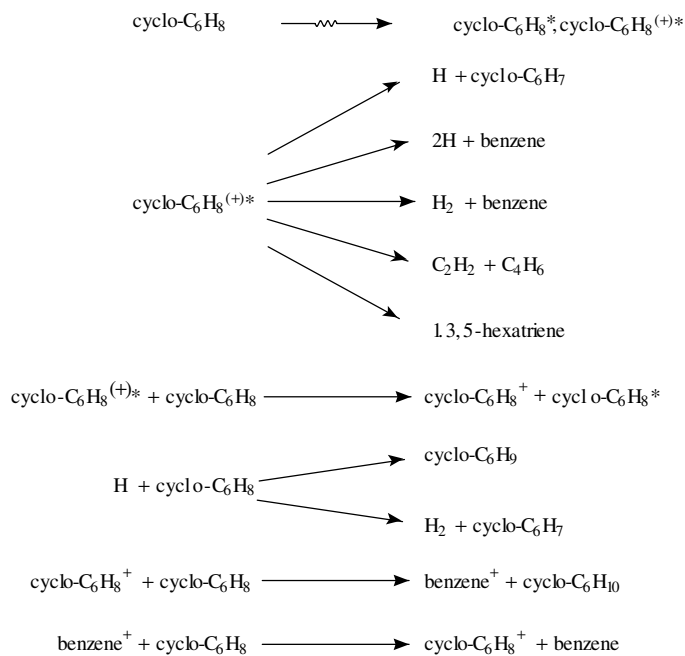 cyclo-C₆H₈ cyclo-C₆H₈*,cyclo-C₆H₈⁽⁺⁾*
H + cyclo-C₆H₇
2H + benzene
cyclo-C₆H₈⁽⁺⁾* H₂ + benzene
C₂H₂ + C₄H₆
1.3,5-hexatriene
cyclo-C₆H₈⁽⁺⁾* + cyclo-C₆H₈ cyclo-C₆H₈⁺ + cyclo-C₆H₈*
cyclo-C₆H₉
H + cyclo-C₆H₈
H₂ + cyclo-C₆H₇
cyclo-C₆H₈⁺ + cyclo-C₆H₈ benzene⁺ + cyclo-C₆H₁₀
benzene⁺ + cyclo-C₆H₈ cyclo-C₆H₈⁺ + benzene